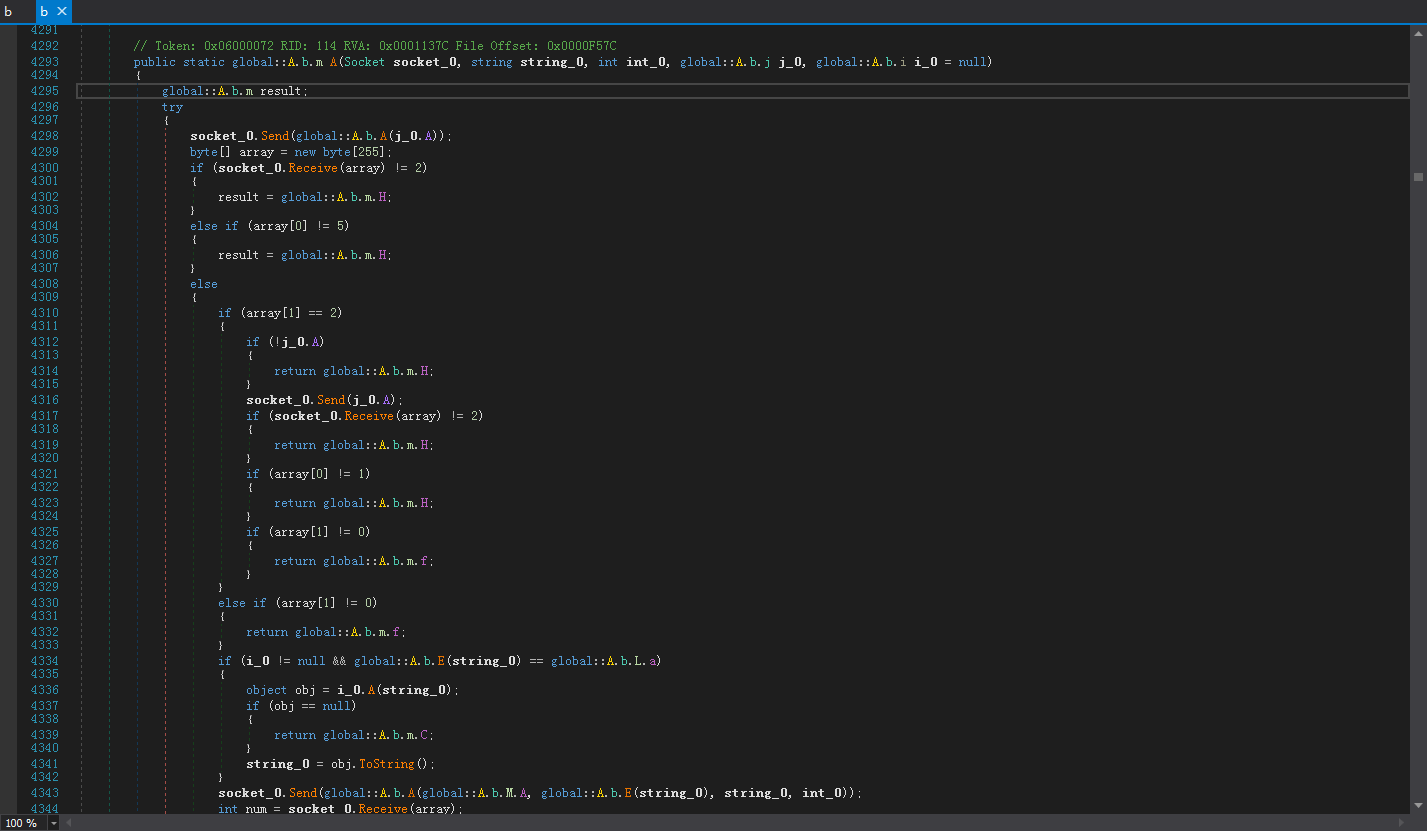 b
b ✕
4291
4292 // Token: 0x06000072 RID: 114 RVA: 0x0001137C File Offset: 0x0000F57C
4293 public static global::A.b.m A(Socket socket_0, string string_0, int int_0, global::A.b.j j_0, global::A.b.i i_0 = null)
4294 {
4295 global::A.b.m result;
4296 try
4297 {
4298 socket_0.Send(global::A.b.A(j_0.A));
4299 byte[] array = new byte[255];
4300 if (socket_0.Receive(array) != 2)
4301 {
4302 result = global::A.b.m.H;
4303 }
4304 else if (array[0] != 5)
4305 {
4306 result = global::A.b.m.H;
4307 }
4308 else
4309 {
4310 if (array[1] == 2)
4311 {
4312 if (!j_0.A)
4313 {
4314 return global::A.b.m.H;
4315 }
4316 socket_0.Send(j_0.A);
4317 if (socket_0.Receive(array) != 2)
4318 {
4319 return global::A.b.m.H;
4320 }
4321 if (array[0] != 1)
4322 {
4323 return global::A.b.m.H;
4324 }
4325 if (array[1] != 0)
4326 {
4327 return global::A.b.m.f;
4328 }
4329 }
4330 else if (array[1] != 0)
4331 {
4332 return global::A.b.m.f;
4333 }
4334 if (i_0 != null && global::A.b.E(string_0) == global::A.b.L.a)
4335 {
4336 object obj = i_0.A(string_0);
4337 if (obj == null)
4338 {
4339 return global::A.b.m.C;
4340 }
4341 string_0 = obj.ToString();
4342 }
4343 socket_0.Send(global::A.b.A(global::A.b.M.A, global::A.b.E(string_0), string_0, int_0));
4344 int num = socket_0.Receive(array);
100 %